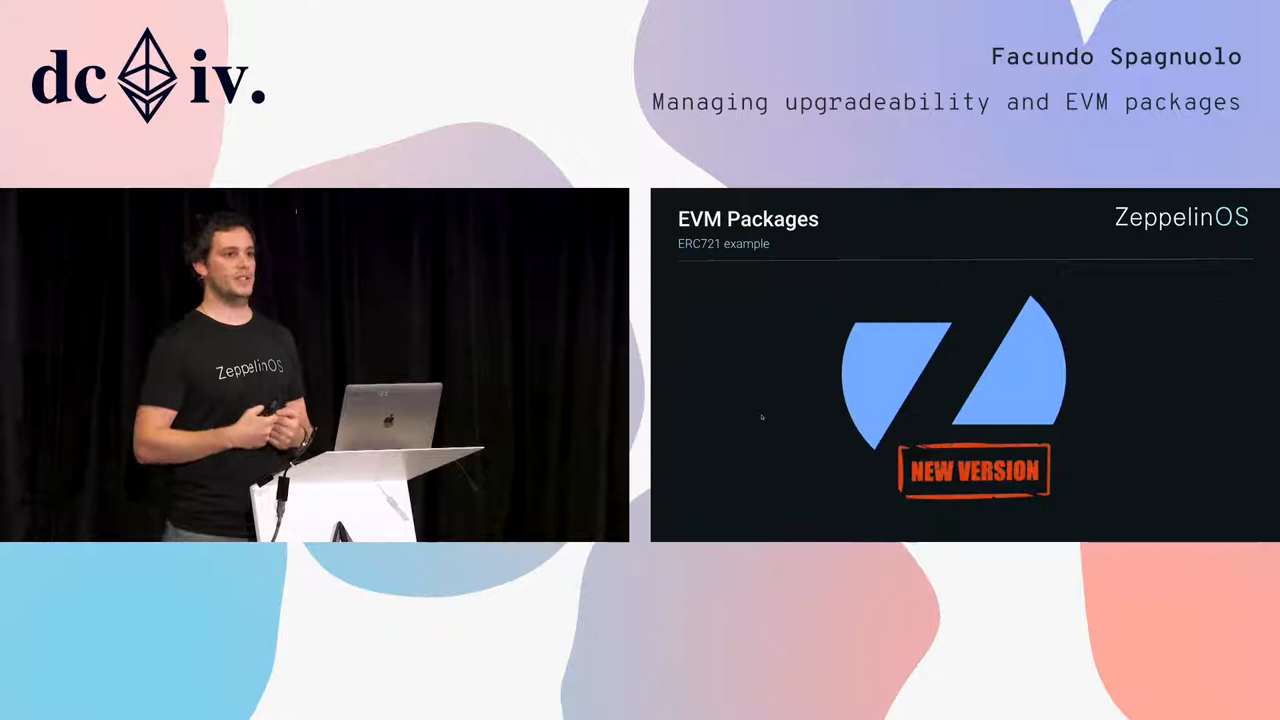 dc iv.
Facundo Spagnuolo
Managing upgradeability and EVM packages
ZeppelinOS
EVM Packages
ERC721 example
ZeppelinOS
NEW VERSION